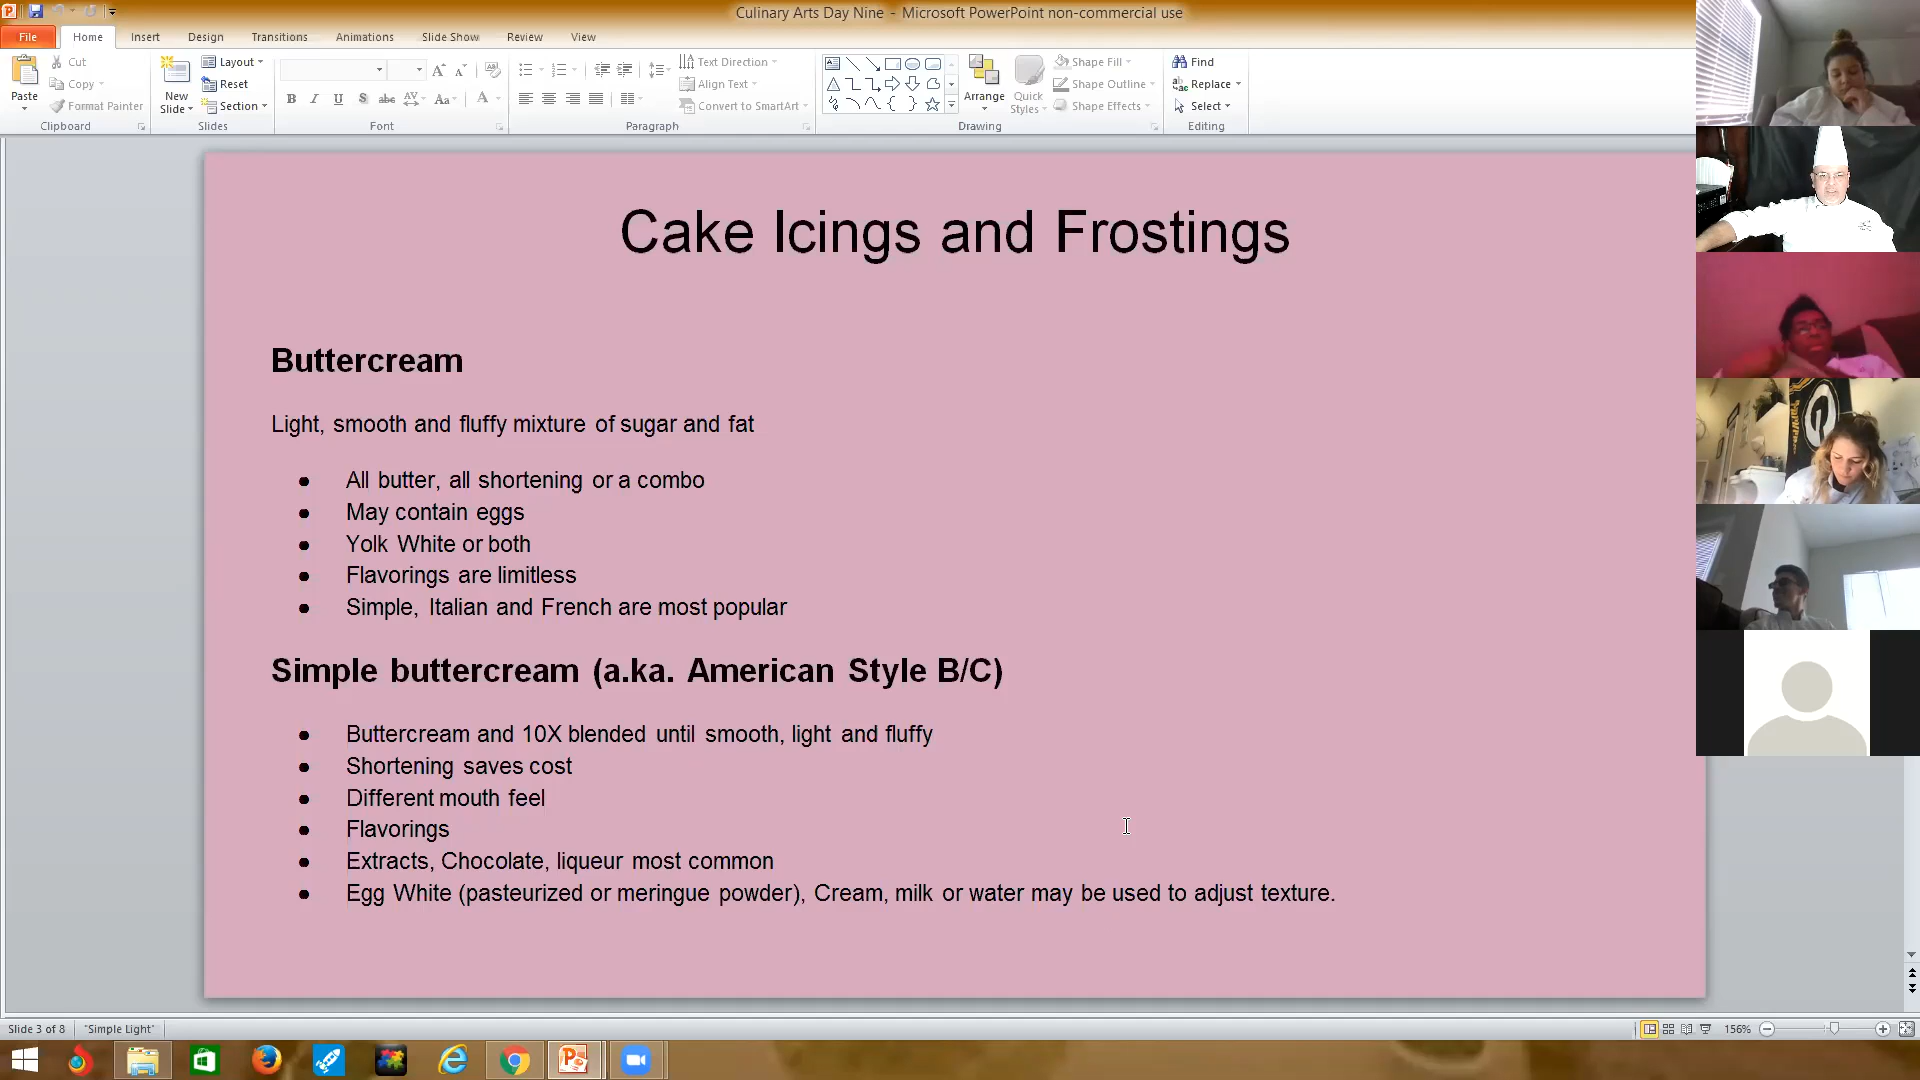 Culinary Arts Day Nine - Microsoft PowerPoint non-commercial use
File Home Insert Design Transitions Animations Slide Show Review View
Paste
Cut
Copy
Format Painter
Clipboard
New Slide
Layout
Reset
Section
Slides
Font
Text Direction
Align Text
Convert to SmartArt
Paragraph
Arrange
Quick Styles
Shape Fill
Shape Outline
Shape Effects
Drawing
Find
Replace
Select
Editing
Cake Icings and Frostings
Buttercream
Light, smooth and fluffy mixture of sugar and fat
● All butter, all shortening or a combo
● May contain eggs
● Yolk White or both
● Flavorings are limitless
● Simple, Italian and French are most popular
Simple buttercream (a.ka. American Style B/C)
● Buttercream and 10X blended until smooth, light and fluffy
● Shortening saves cost
● Different mouth feel
● Flavorings
● Extracts, Chocolate, liqueur most common
● Egg White (pasteurized or meringue powder), Cream, milk or water may be used to adjust texture.
Slide 3 of 8 "Simple Light" 156%